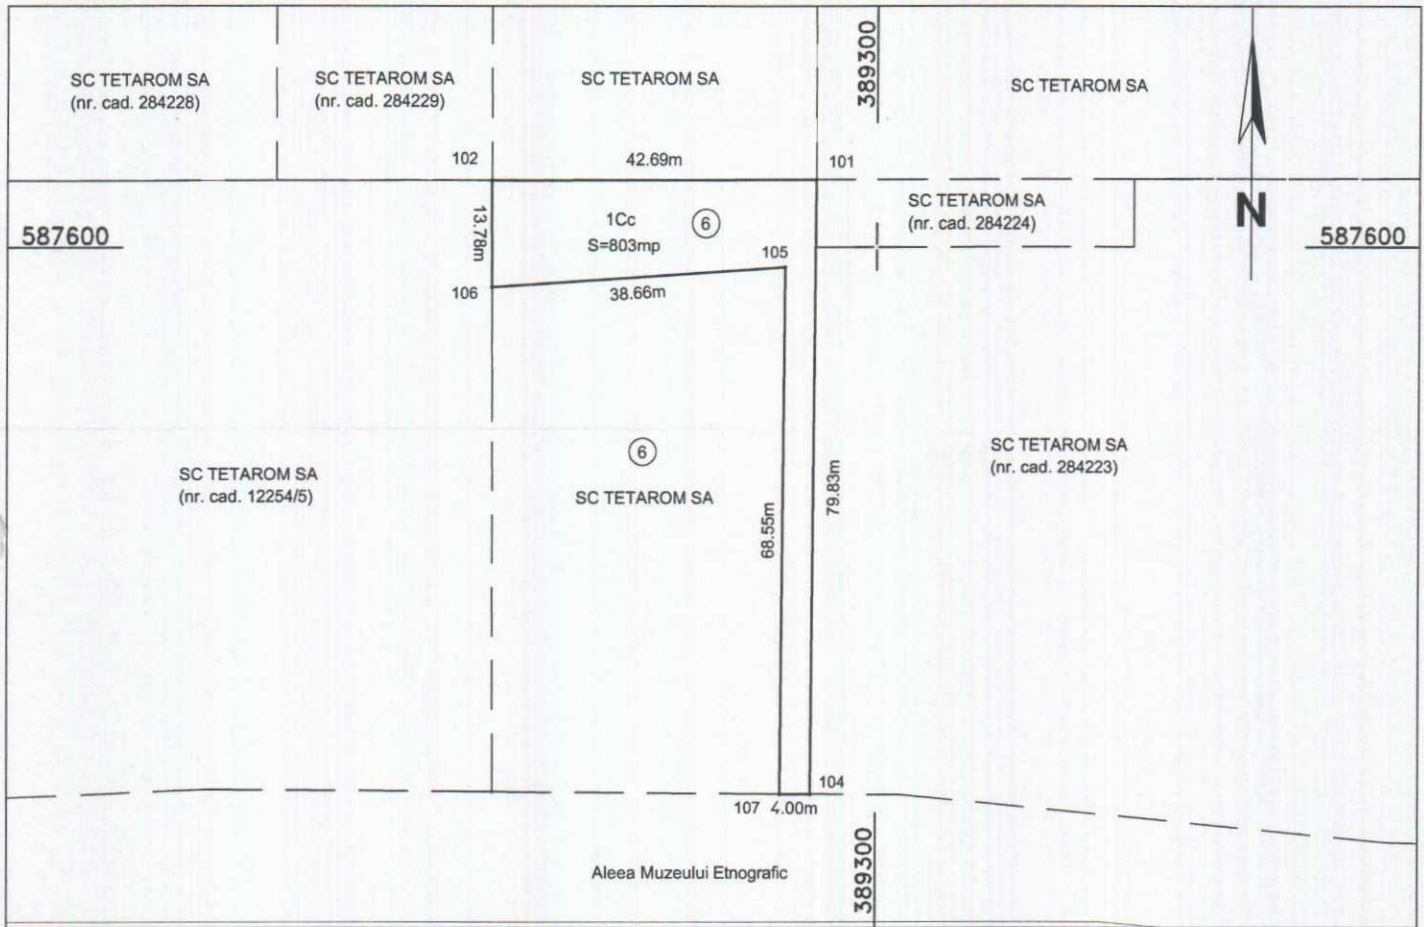 SC TETAROM SA
(nr. cad. 284228)
SC TETAROM SA
(nr. cad. 284229)
SC TETAROM SA
389300
SC TETAROM SA
102
42.69m
101
13.78m
1Cc
6
S=803mp
SC TETAROM SA
(nr. cad. 284224)
N
587600
587600
105
106
38.66m
6
SC TETAROM SA
(nr. cad. 12254/5)
SC TETAROM SA
68.55m
79.83m
SC TETAROM SA
(nr. cad. 284223)
104
107 4.00m
389300
Aleea Muzeului Etnografic